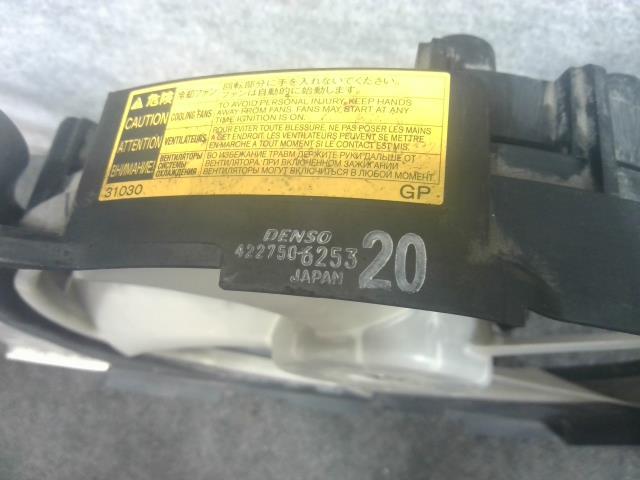 危険 冷却ファン 回転部分に手を入れないでください。
ファンは自動的に始動します。
CAUTION COOLING FANS TO AVOID PERSONAL INJURY, KEEP HANDS
AWAY FROM FANS. FANS MAY START AT ANY
TIME IGNITION IS ON.
ATTENTION VENTILATEURS POUR EVITER TOUTE BLESSURE, NE PAS POSER LES MAINS
CET ENDROIT. LES VENTILATEURS PEUVENT SE METTRE
EN-MARCHE A TOUT MOMENT SI LE CONTACT EST MIS.
ВНИМАНИЕ! ВЕНТИЛЯТОРЫ СИСТЕМЫ ОХЛАЖДЕНИЯ ВО ИЗБЕЖАНИЕ ТРАВМ ДЕРЖИТЕ РУКИ ДАЛЬШЕ ОТ
ВЕНТИЛЯТОРА. ПРИ ВКЛЮЧЕННОМ ЗАЖИГАНИИ
ВЕНТИЛЯТОРЫ МОГУТ ВКЛЮЧИТЬСЯ В ЛЮБОЙ МОМЕНТ.
31030 GP
DENSO
422750-6253 20
JAPAN